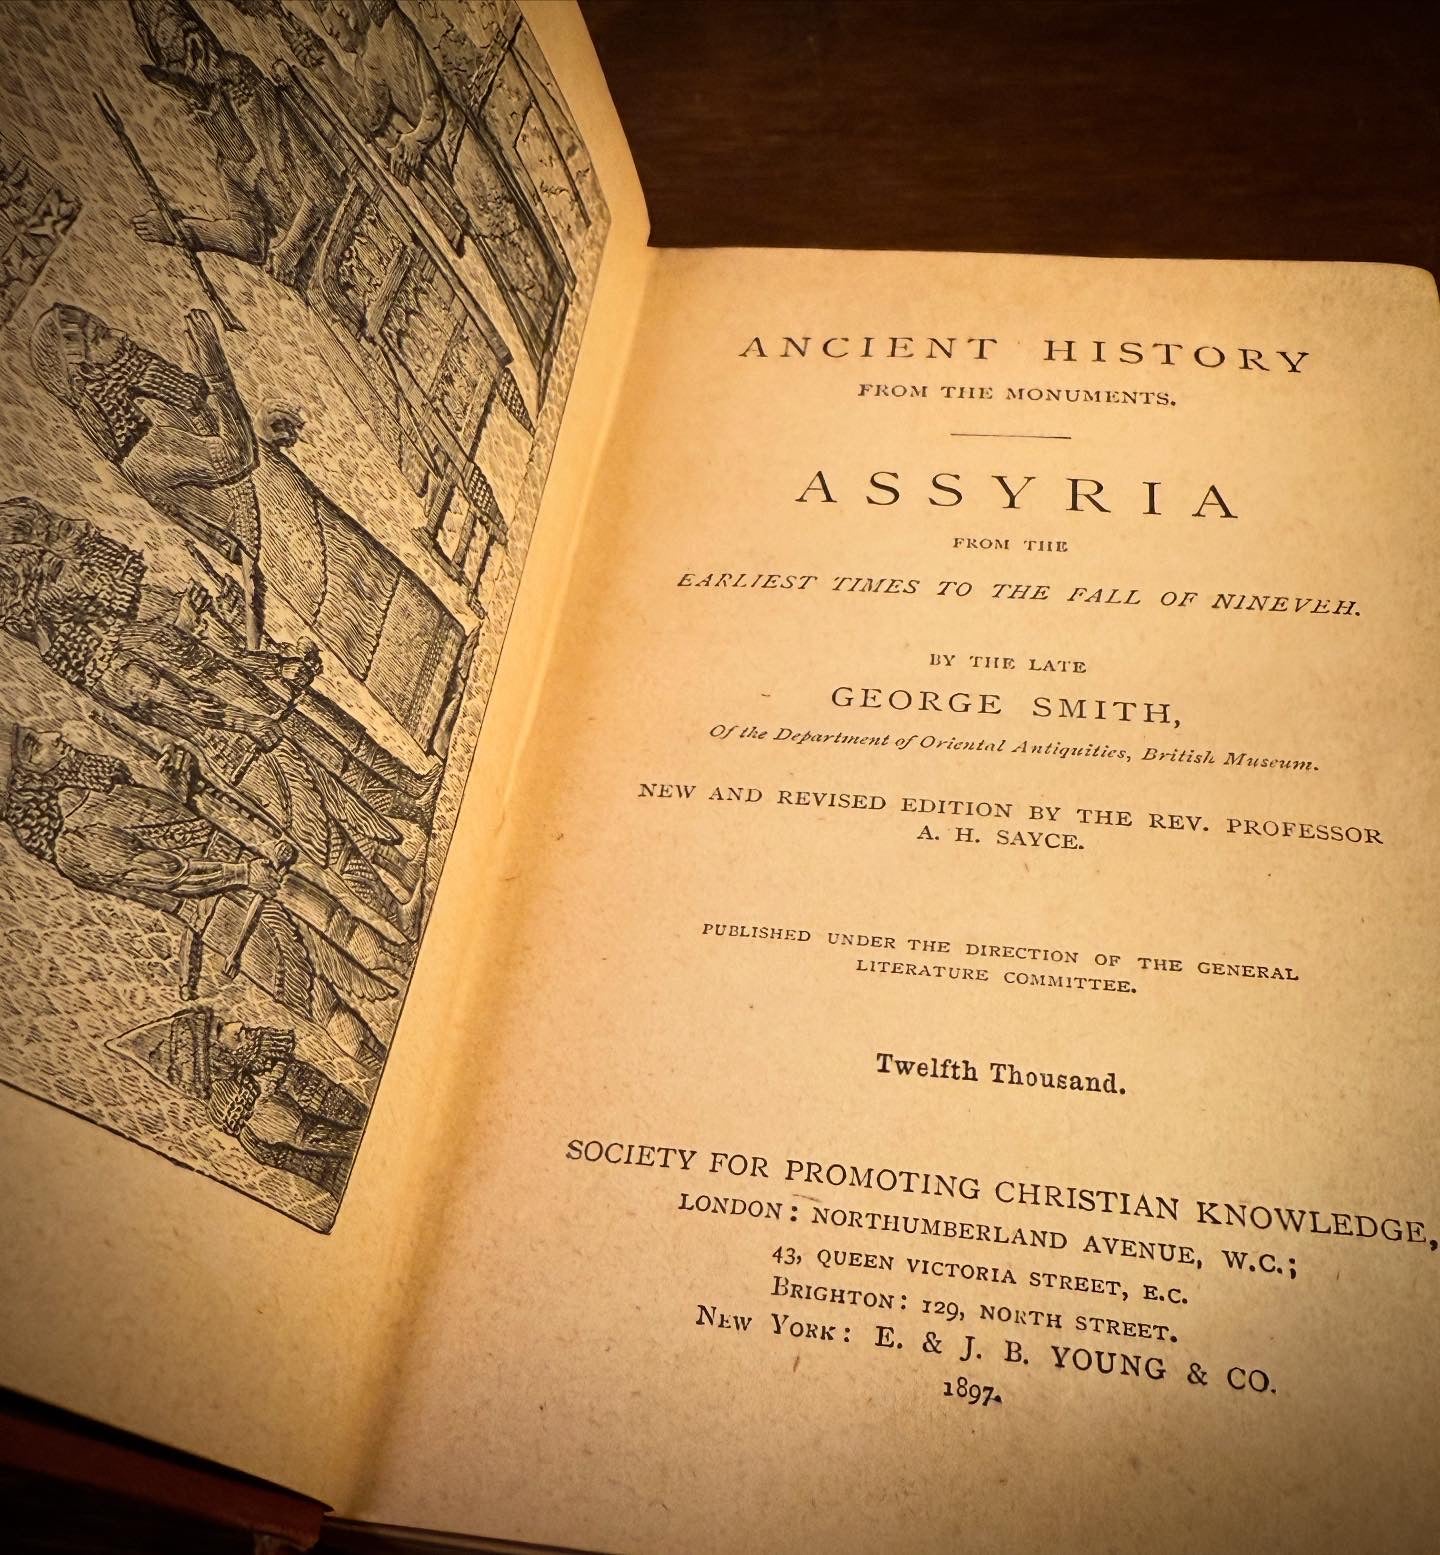 ANCIENT HISTORY
FROM THE MONUMENTS.
ASSYRIA
FROM THE
EARLIEST TIMES TO THE FALL OF NINEVEH.
BY THE LATE
GEORGE SMITH,
Of the Department of Oriental Antiquities, British Museum.
NEW AND REVISED EDITION BY THE REV. PROFESSOR
A. H. SAYCE.
PUBLISHED UNDER THE DIRECTION OF THE GENERAL
LITERATURE COMMITTEE.
Twelfth Thousand.
SOCIETY FOR PROMOTING CHRISTIAN KNOWLEDGE,
LONDON: NORTHUMBERLAND AVENUE, W.C.;
43, QUEEN VICTORIA STREET, E.C.
BRIGHTON: 129, NORTH STREET.
NEW YORK: E. & J. B. YOUNG & CO.
1897.